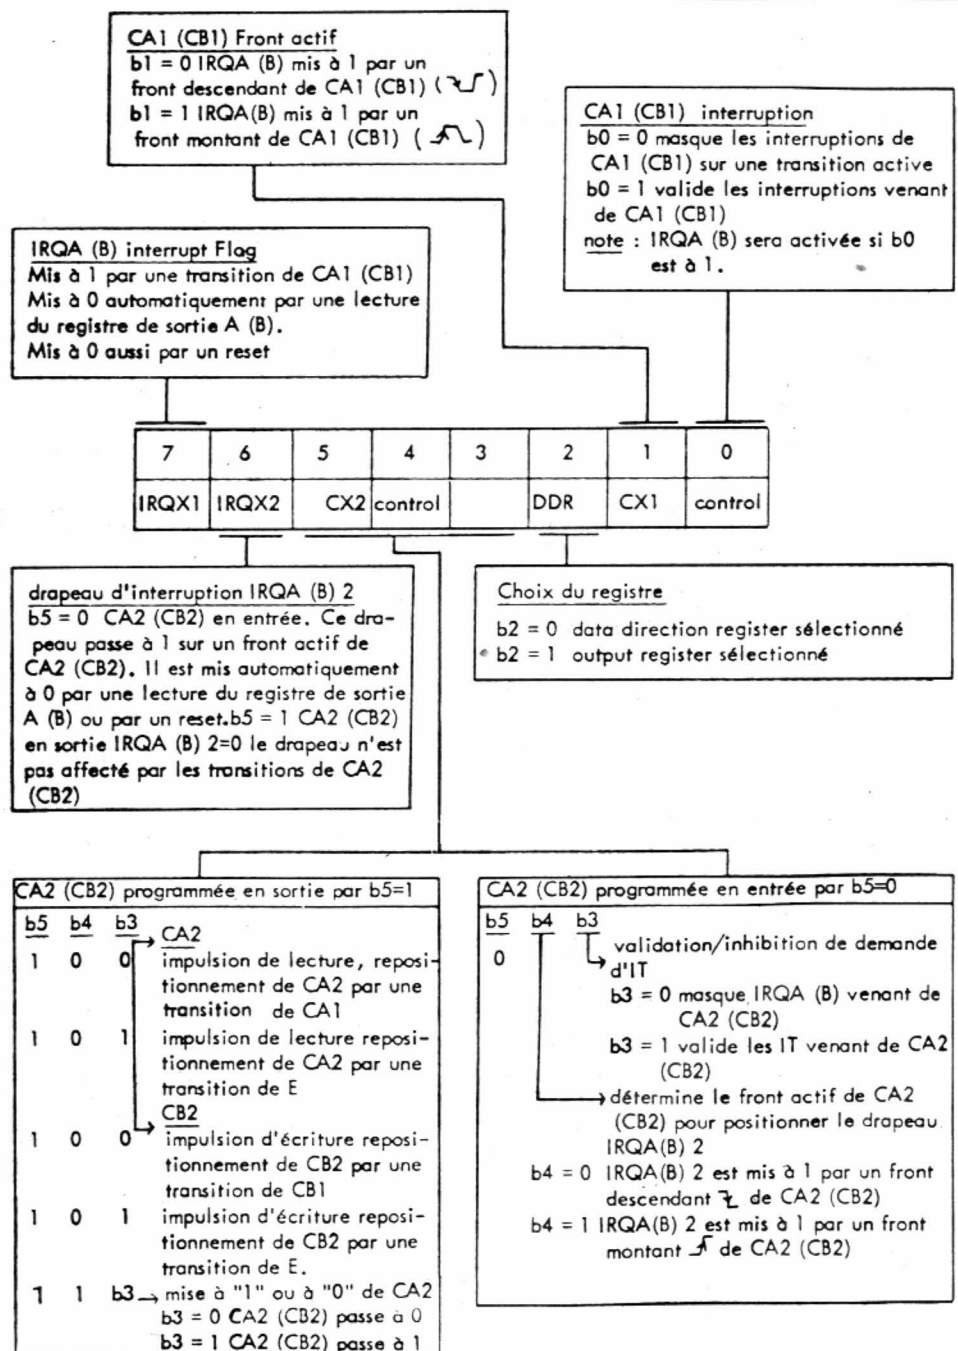 CA1 (CB1) Front actif
b1 = 0 IRQA (B) mis à 1 par un
front descendant de CA1 (CB1) ( )
b1 = 1 IRQA(B) mis à 1 par un
front montant de CA1 (CB1) ( )
CA1 (CB1) interruption
b0 = 0 masque les interruptions de
CA1 (CB1) sur une transition active
b0 = 1 valide les interruptions venant
de CA1 (CB1)
note : IRQA (B) sera activée si b0
est à 1.
IRQA (B) interrupt Flag
Mis à 1 par une transition de CA1 (CB1)
Mis à 0 automatiquement par une lecture
du registre de sortie A (B).
Mis à 0 aussi par un reset
7 6 5 4 3 2 1 0
IRQX1 IRQX2 CX2 control DDR CX1 control
drapeau d'interruption IRQA (B) 2
b5 = 0 CA2 (CB2) en entrée. Ce dra-
peau passe à 1 sur un front actif de
CA2 (CB2). Il est mis automatiquement
à 0 par une lecture du registre de sortie
A (B) ou par un reset.b5 = 1 CA2 (CB2)
en sortie IRQA (B) 2=0 le drapeau n'est
pas affecté par les transitions de CA2
(CB2)
Choix du registre
b2 = 0 data direction register sélectionné
b2 = 1 output register sélectionné
CA2 (CB2) programmée en sortie par b5=1
b5 b4 b3
CA2
1 0 0 impulsion de lecture, reposi-
tionnement de CA2 par une
transition de CA1
1 0 1 impulsion de lecture reposi-
tionnement de CA2 par une
transition de E
CB2
1 0 0 impulsion d'écriture reposi-
tionnement de CB2 par une
transition de CB1
1 0 1 impulsion d'écriture reposi-
tionnement de CB2 par une
transition de E.
1 1 b3 mise à "1" ou à "0" de CA2
b3 = 0 CA2 (CB2) passe à 0
b3 = 1 CA2 (CB2) passe à 1
CA2 (CB2) programmée en entrée par b5=0
b5 b4 b3
0 validation/inhibition de demande
d'IT
b3 = 0 masque IRQA (B) venant de
CA2 (CB2)
b3 = 1 valide les IT venant de CA2
(CB2)
détermine le front actif de CA2
(CB2) pour positionner le drapeau
IRQA(B) 2
b4 = 0 IRQA(B) 2 est mis à 1 par un front
descendant de CA2 (CB2)
b4 = 1 IRQA(B) 2 est mis à 1 par un front
montant de CA2 (CB2)